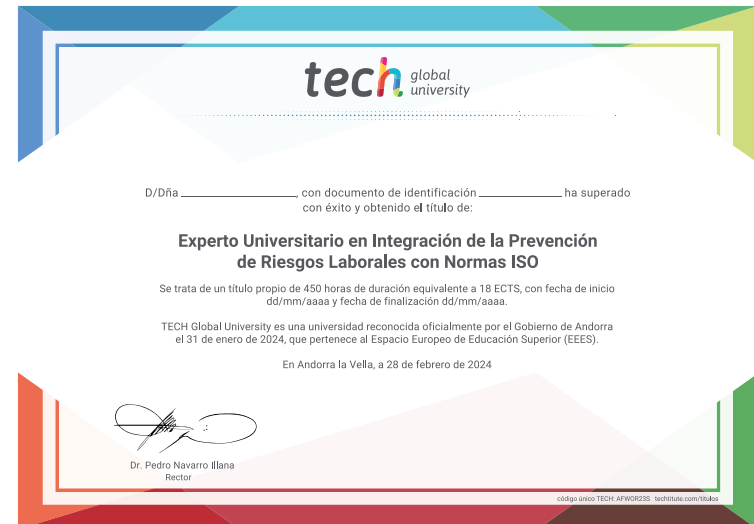 tech global
university
D/Dña ____________________, con documento de identificación ______________ ha superado
con éxito y obtenido el título de:
Experto Universitario en Integración de la Prevención
de Riesgos Laborales con Normas ISO
Se trata de un título propio de 450 horas de duración equivalente a 18 ECTS, con fecha de inicio
dd/mm/aaaa y fecha de finalización dd/mm/aaaa.
TECH Global University es una universidad reconocida oficialmente por el Gobierno de Andorra
el 31 de enero de 2024, que pertenece al Espacio Europeo de Educación Superior (EEES).
En Andorra la Vella, a 28 de febrero de 2024
Dr. Pedro Navarro Illana
Rector
código único TECH: AFWOR23S techtitute.com/titulos